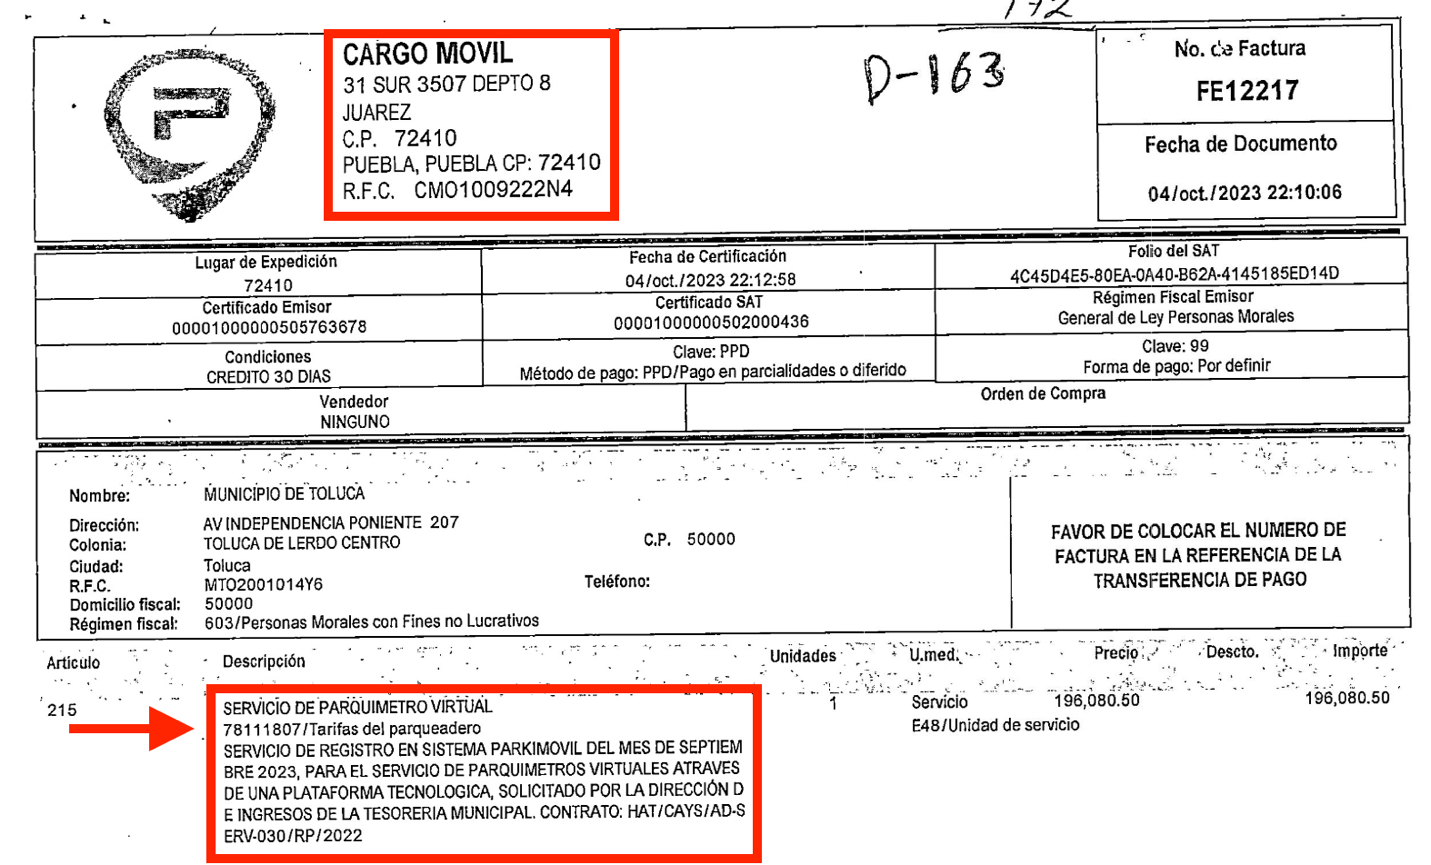 172
D-163
CARGO MOVIL
31 SUR 3507 DEPTO 8
JUAREZ
C.P. 72410
PUEBLA, PUEBLA CP: 72410
R.F.C. CMO1009222N4
No. de Factura
FE12217
Fecha de Documento
04/oct./2023 22:10:06
Lugar de Expedición
72410
Fecha de Certificación
04/oct./2023 22:12:58
Folio del SAT
4C45D4E5-80EA-0A40-B62A-4145185ED14D
Certificado Emisor
00001000000505763678
Certificado SAT
00001000000502000436
Régimen Fiscal Emisor
General de Ley Personas Morales
Condiciones
CREDITO 30 DIAS
Clave: PPD
Método de pago: PPD/Pago en parcialidades o diferido
Clave: 99
Forma de pago: Por definir
Vendedor
NINGUNO
Orden de Compra
Nombre: MUNICIPIO DE TOLUCA
Dirección: AV INDEPENDENCIA PONIENTE 207
Colonia: TOLUCA DE LERDO CENTRO C.P. 50000
Ciudad: Toluca
R.F.C. MTO2001014Y6 Teléfono:
Domicilio fiscal: 50000
Régimen fiscal: 603/Personas Morales con Fines no Lucrativos
FAVOR DE COLOCAR EL NUMERO DE
FACTURA EN LA REFERENCIA DE LA
TRANSFERENCIA DE PAGO
Articulo Descripción Unidades U.med. Precio Descto. Importe
215 SERVICIO DE PARQUIMETRO VIRTUAL 1 Servicio 196,080.50 196,080.50
78111807/Tarifas del parqueadero E48/Unidad de servicio
SERVICIO DE REGISTRO EN SISTEMA PARKIMOVIL DEL MES DE SEPTIEM
BRE 2023, PARA EL SERVICIO DE PARQUIMETROS VIRTUALES ATRAVES
DE UNA PLATAFORMA TECNOLOGICA, SOLICITADO POR LA DIRECCIÓN D
E INGRESOS DE LA TESORERIA MUNICIPAL. CONTRATO: HAT/CAYS/AD-S
ERV-030/RP/2022